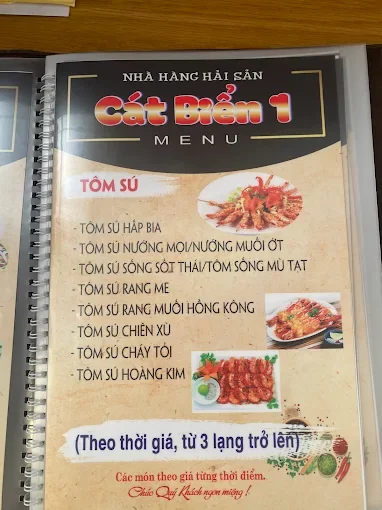 NHÀ HÀNG HẢI SẢN
Cát Biển 1
MENU
TÔM SÚ
- TÔM SÚ HẤP BIA
- TÔM SÚ NƯỚNG MỌI/NƯỚNG MUỐI ỚT
- TÔM SÚ SỐNG SỐT THÁI/TÔM SỐNG MÙ TẠT
- TÔM SÚ RANG ME
- TÔM SÚ RANG MUỐI HỒNG KÔNG
- TÔM SÚ CHIÊN XÙ
- TÔM SÚ CHÁY TỎI
- TÔM SÚ HOÀNG KIM
(Theo thời giá, từ 3 lạng trở lên)
Các món theo giá từng thời điểm.
Chúc Quý Khách ngon miệng !